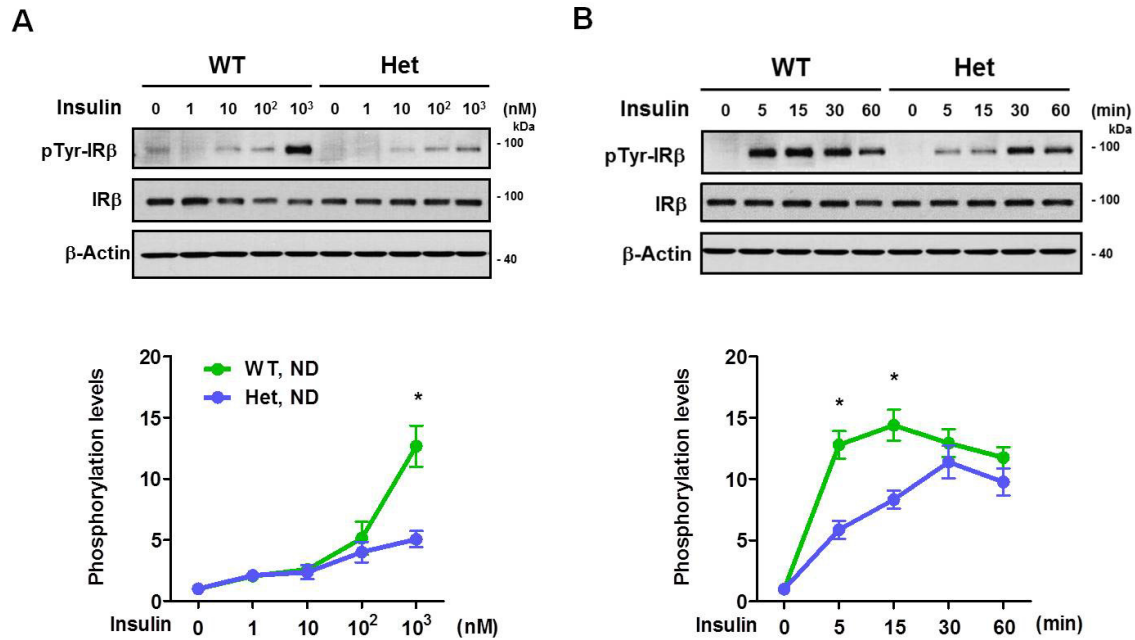 A
WT Het
Insulin 0 1 10 10² 10³ 0 1 10 10² 10³ (nM)
kDa
pTyr-IRβ - 100
IRβ - 100
β-Actin - 40
Phosphorylation levels
20
15
10
5
0
WT, ND
Het, ND
*
Insulin 0 1 10 10² 10³ (nM)
B
WT Het
Insulin 0 5 15 30 60 0 5 15 30 60 (min)
kDa
pTyr-IRβ - 100
IRβ - 100
β-Actin - 40
Phosphorylation levels
20
15
10
5
0
* *
Insulin 0 5 15 30 60 (min)